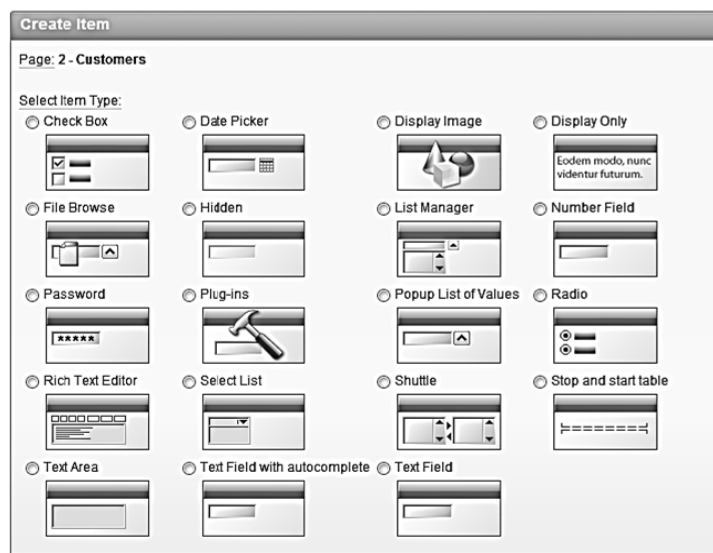 Create Item
Page: 2 - Customers
Select Item Type:
Check Box Date Picker Display Image Display Only
Eodem modo, nunc
videntur futurum.
File Browse Hidden List Manager Number Field
Password Plug-ins Popup List of Values Radio
*****
Rich Text Editor Select List Shuttle Stop and start table
Text Area Text Field with autocomplete Text Field